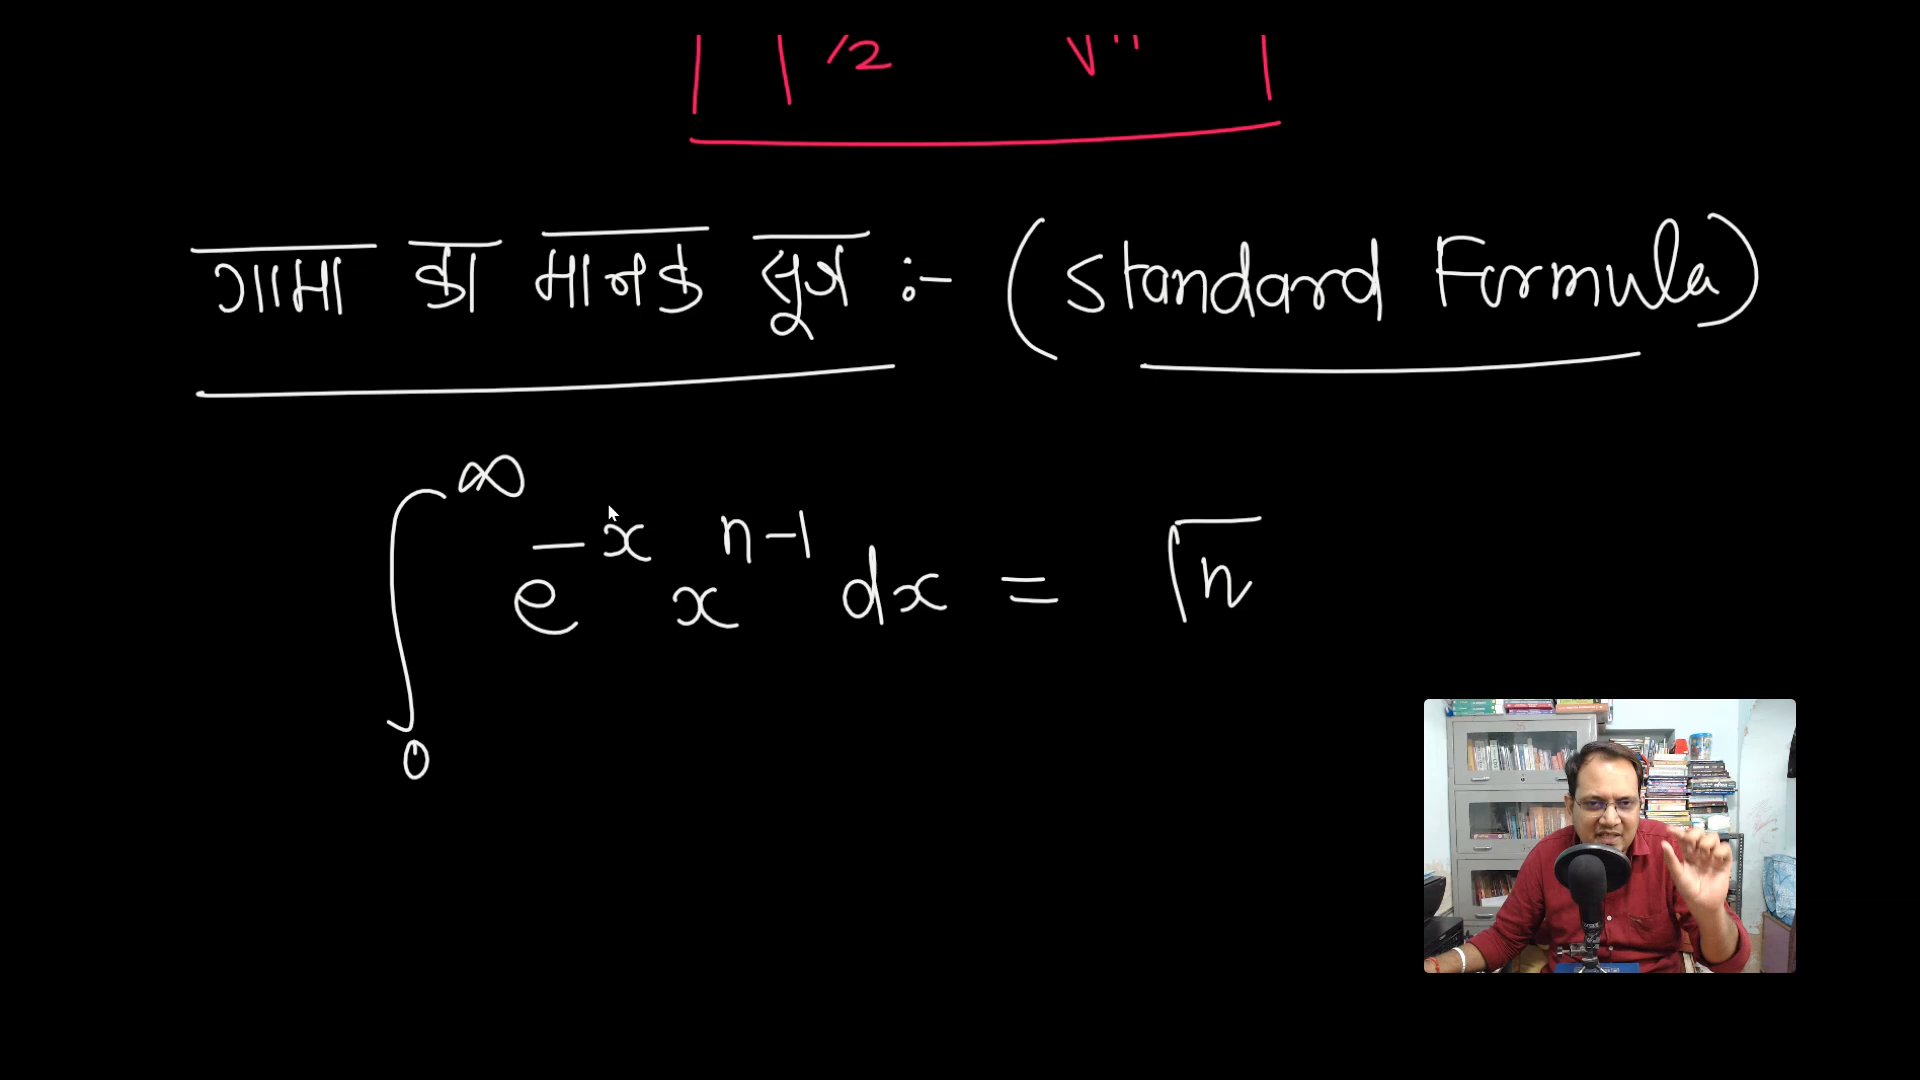 गामा का मानक सूत्र :- (Standard Formula)
∫₀^∞ e^{-x} x^{n-1} dx = Γn